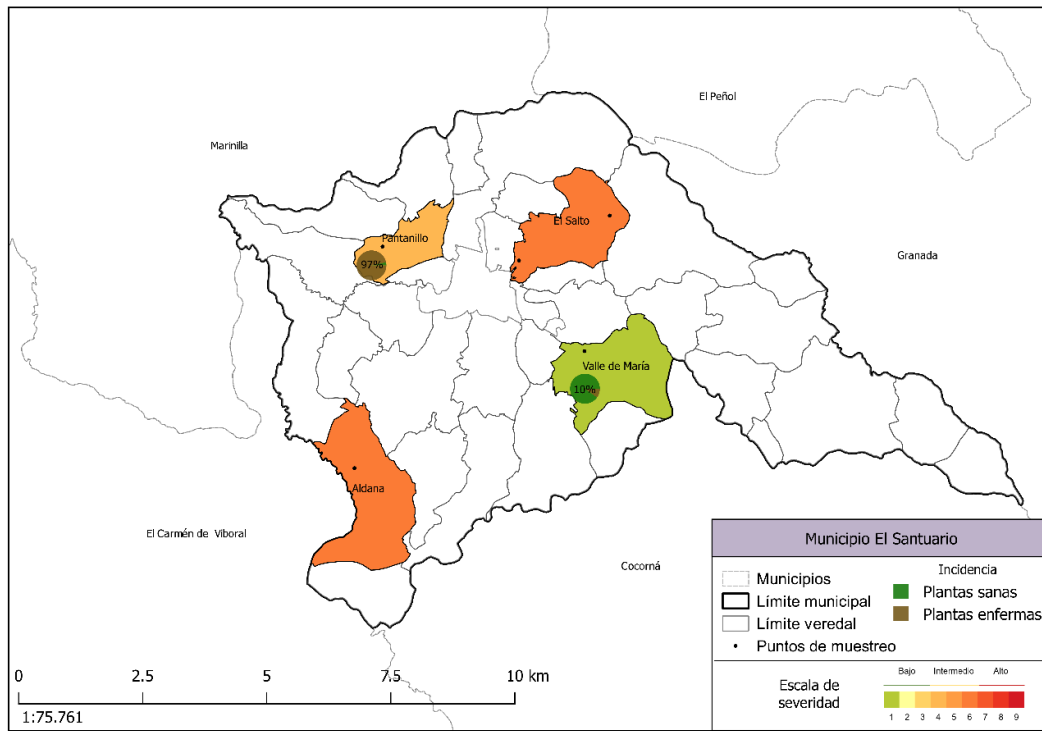 El Peñol
Marinilla
El Salto
Pantanillo
Granada
97%
Valle de María
10%
Aldana
El Carmén de Viboral
Cocorná
Municipio El Santuario
Municipios
Límite municipal
Límite veredal
Puntos de muestreo
Incidencia
Plantas sanas
Plantas enfermas
Escala de
severidad
Bajo Intermedio Alto
1 2 3 4 5 6 7 8 9
0 2.5 5 7.5 10 km
1:75.761